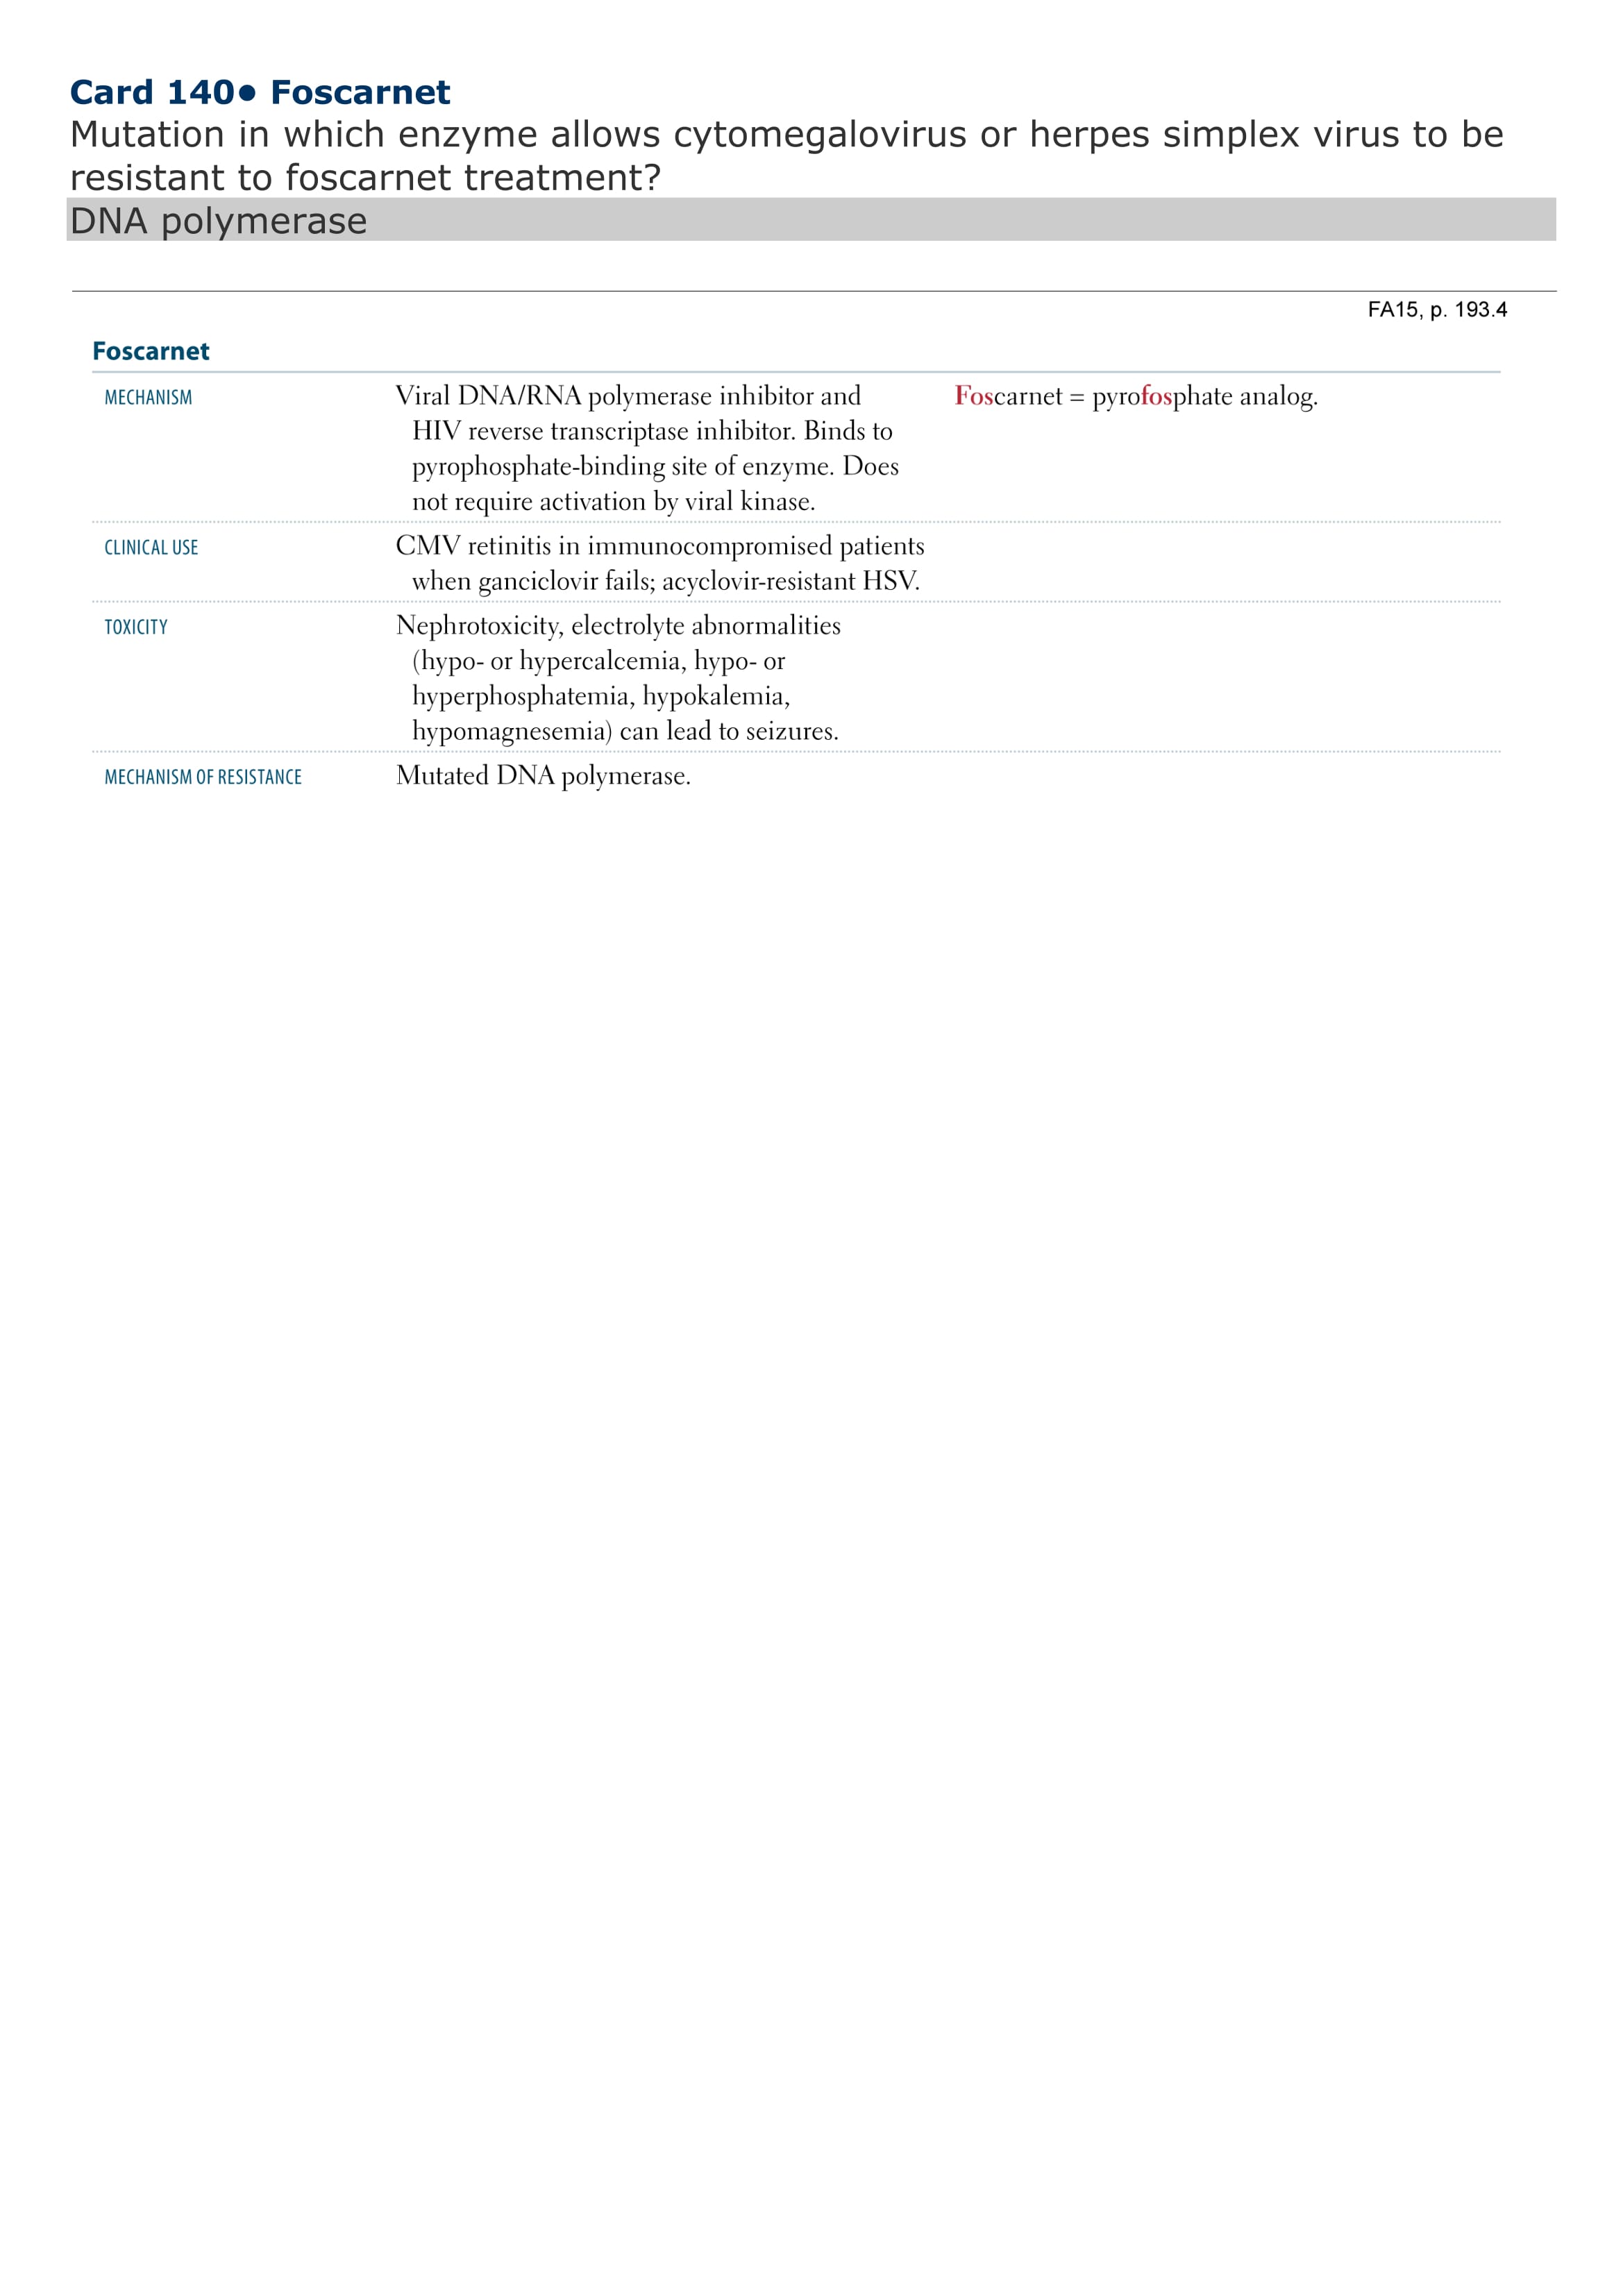 Card 140• Foscarnet
Mutation in which enzyme allows cytomegalovirus or herpes simplex virus to be
resistant to foscarnet treatment?
DNA polymerase
FA15, p. 193.4
Foscarnet
MECHANISM
Viral DNA/RNA polymerase inhibitor and
HIV reverse transcriptase inhibitor. Binds to
pyrophosphate-binding site of enzyme. Does
not require activation by viral kinase.
Foscarnet = pyrofosphate analog.
CLINICAL USE
CMV retinitis in immunocompromised patients
when ganciclovir fails; acyclovir-resistant HSV.
TOXICITY
Nephrotoxicity, electrolyte abnormalities
(hypo- or hypercalcemia, hypo- or
hyperphosphatemia, hypokalemia,
hypomagnesemia) can lead to seizures.
MECHANISM OF RESISTANCE
Mutated DNA polymerase.